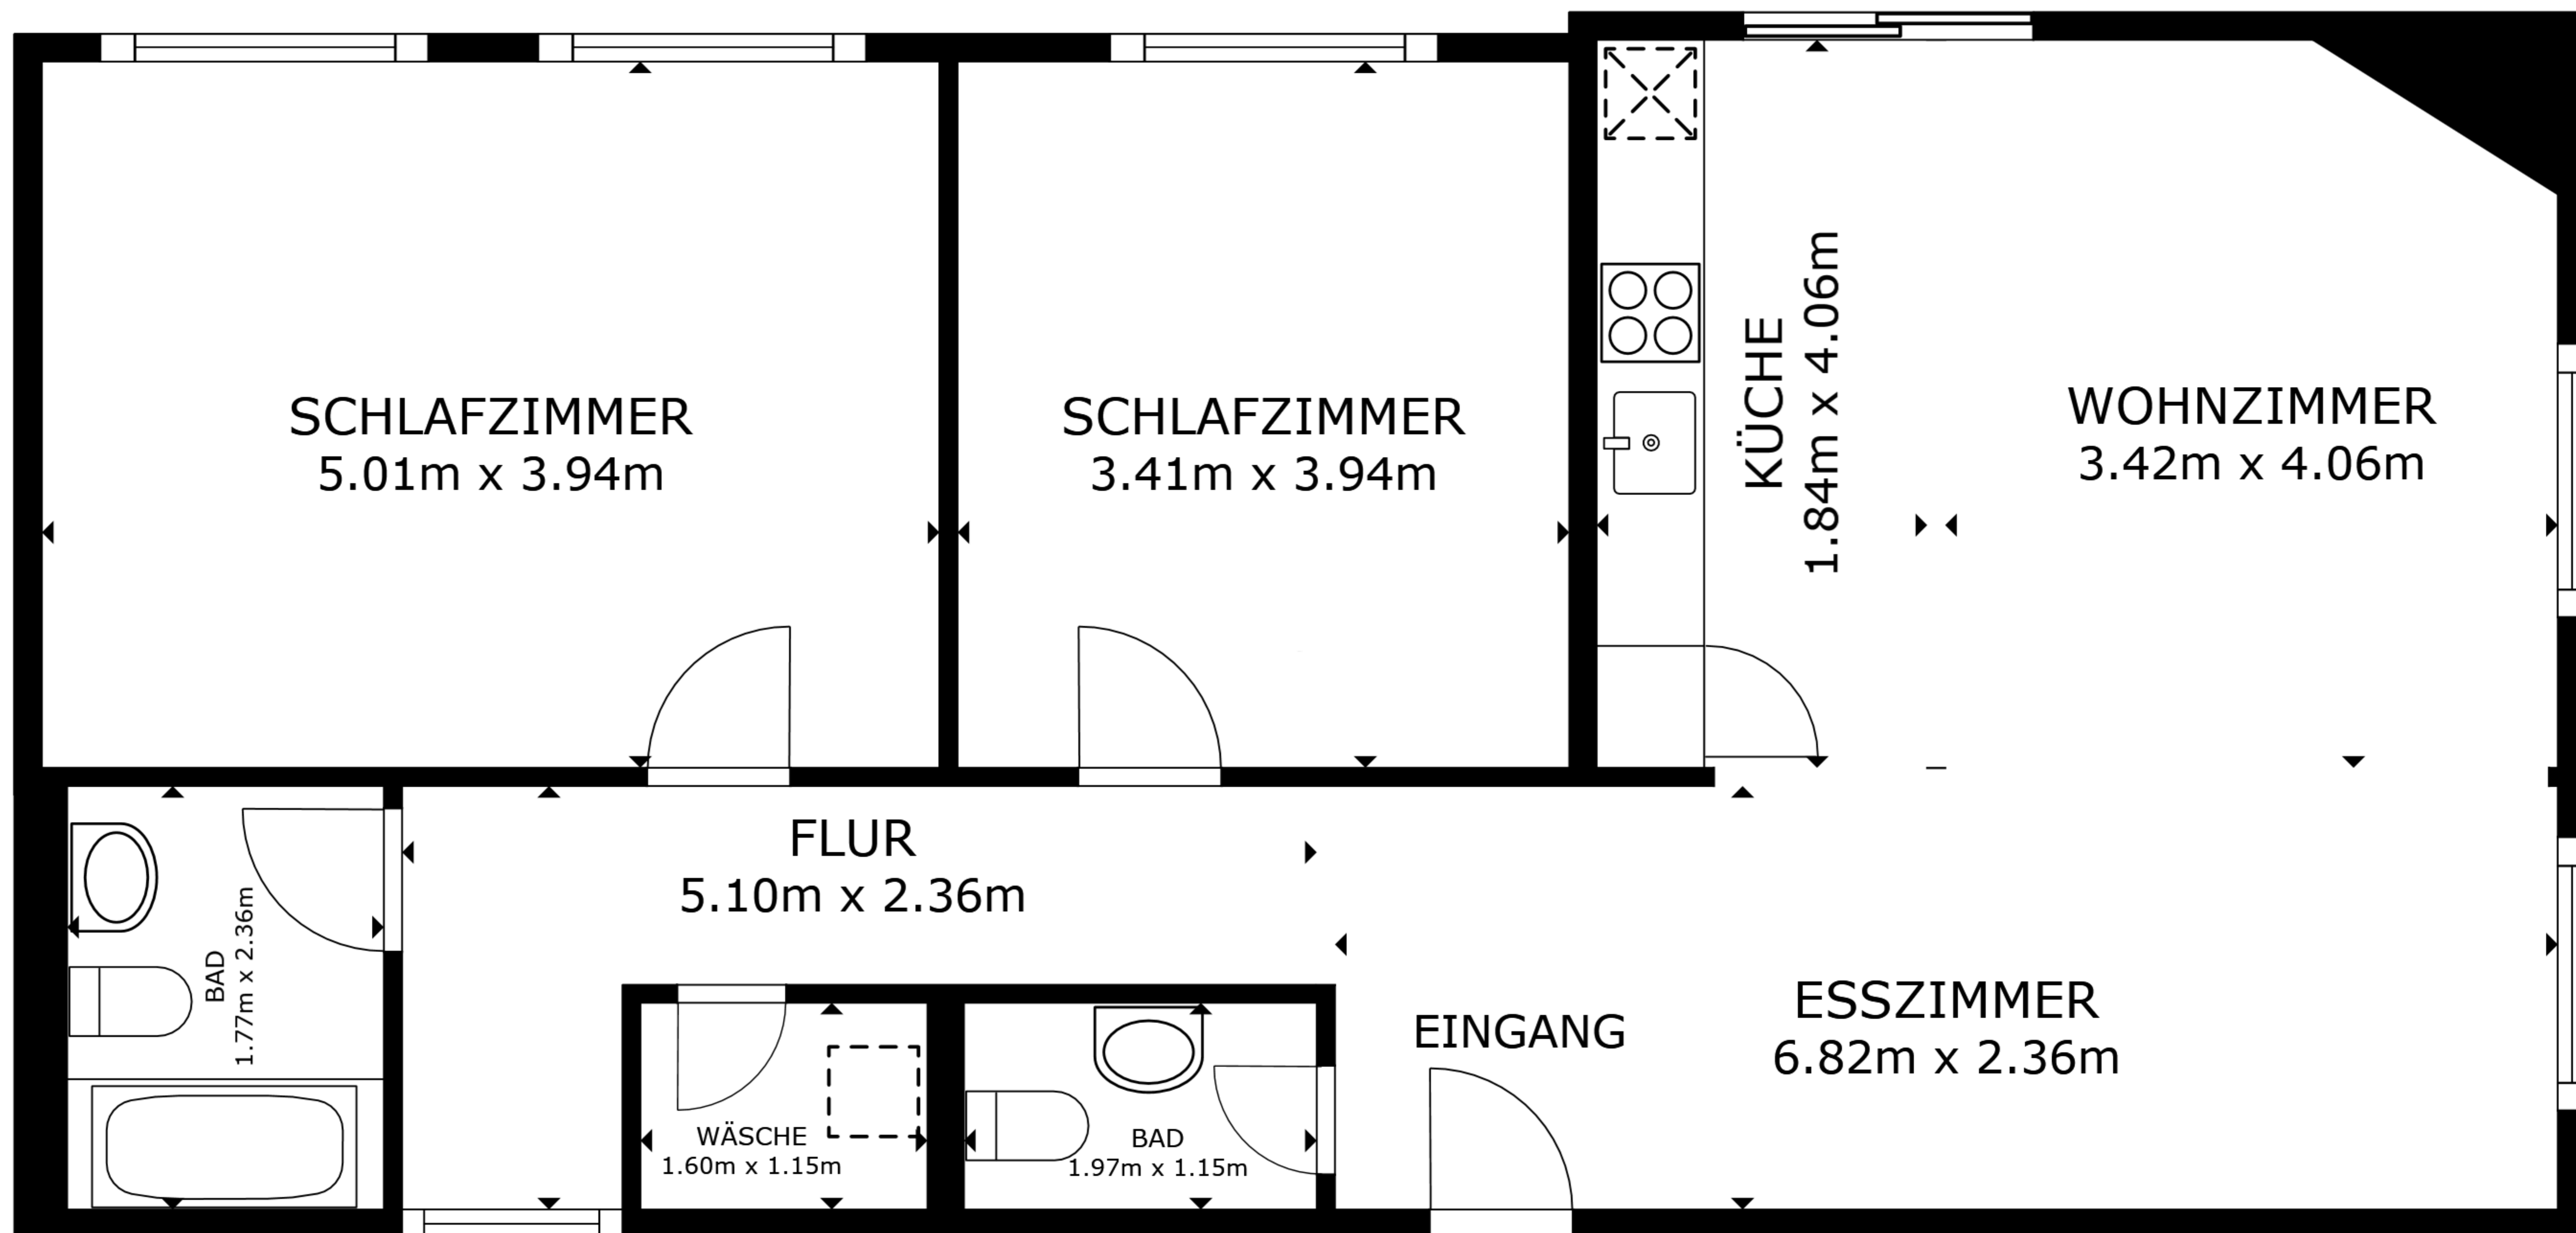 SCHLAFZIMMER
5.01m x 3.94m
SCHLAFZIMMER
3.41m x 3.94m
KÜCHE
1.84m x 4.06m
WOHNZIMMER
3.42m x 4.06m
FLUR
5.10m x 2.36m
BAD
1.77m x 2.36m
WÄSCHE
1.60m x 1.15m
BAD
1.97m x 1.15m
EINGANG
ESSZIMMER
6.82m x 2.36m